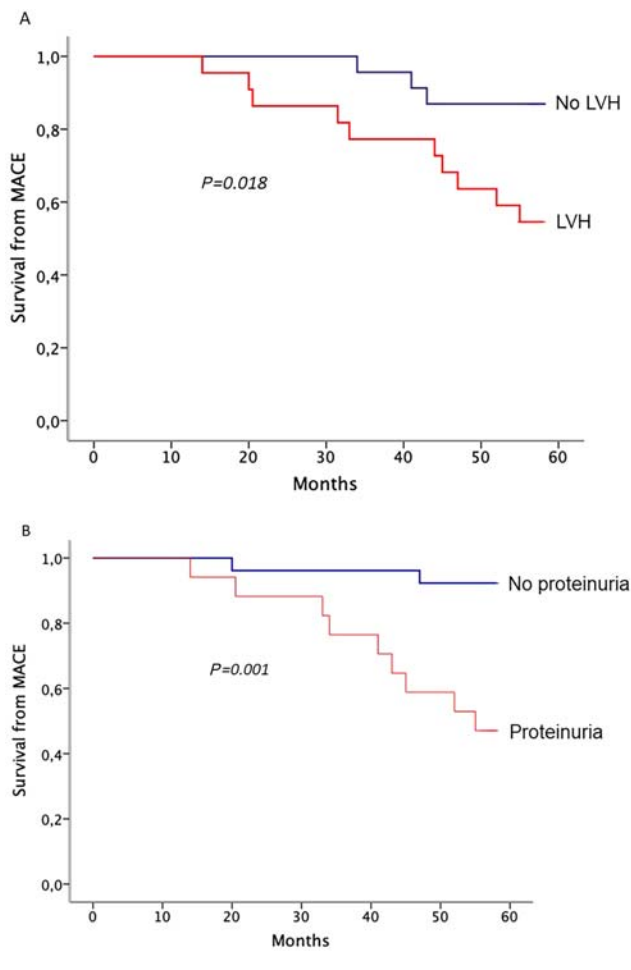 A
Survival from MACE
1,0
0,8
0,6
0,4
0,2
0,0
No LVH
P=0.018
LVH
0 10 20 30 40 50 60
Months
B
Survival from MACE
1,0
0,8
0,6
0,4
0,2
0,0
No proteinuria
P=0.001
Proteinuria
0 10 20 30 40 50 60
Months